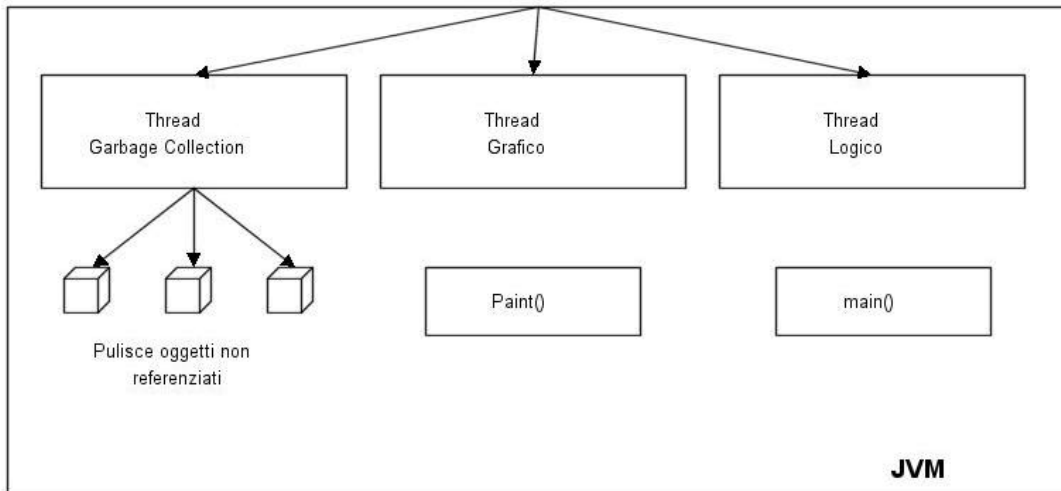 Thread
Garbage Collection
Thread
Grafico
Thread
Logico
Pulisce oggetti non
referenziati
Paint()
main()
JVM